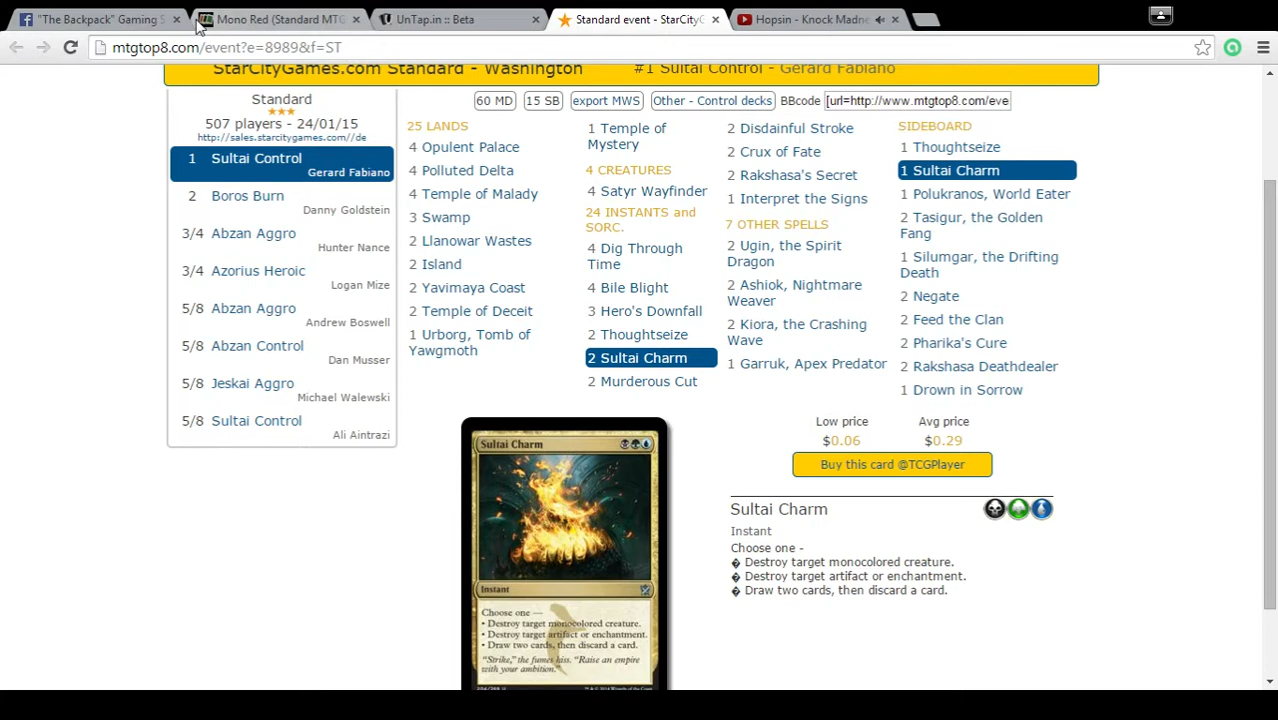 "The Backpack" Gaming S
Mono Red (Standard MTG
UnTap.in :: Beta
Standard event - StarCityG
Hopsin - Knock Madne
mtgtop8.com/event?e=8989&f=ST
StarCityGames.com Standard - Washington
#1 Sultai Control - Gerard Fabiano
Standard
507 players - 24/01/15
http://sales.starcitygames.com//de
1 Sultai Control
Gerard Fabiano
2 Boros Burn
Danny Goldstein
3/4 Abzan Aggro
Hunter Nance
3/4 Azorius Heroic
Logan Mize
5/8 Abzan Aggro
Andrew Boswell
5/8 Abzan Control
Dan Musser
5/8 Jeskai Aggro
Michael Walewski
5/8 Sultai Control
Ali Aintrazi
60 MD
15 SB
export MWS
Other - Control decks
BBcode
[url=http://www.mtgtop8.com/eve
25 LANDS
4 Opulent Palace
4 Polluted Delta
4 Temple of Malady
3 Swamp
2 Llanowar Wastes
2 Island
2 Yavimaya Coast
2 Temple of Deceit
1 Urborg, Tomb of
Yawgmoth
1 Temple of
Mystery
4 CREATURES
4 Satyr Wayfinder
24 INSTANTS and
SORC.
4 Dig Through
Time
4 Bile Blight
3 Hero's Downfall
2 Thoughtseize
2 Sultai Charm
2 Murderous Cut
2 Disdainful Stroke
2 Crux of Fate
2 Rakshasa's Secret
1 Interpret the Signs
7 OTHER SPELLS
2 Ugin, the Spirit
Dragon
2 Ashiok, Nightmare
Weaver
2 Kiora, the Crashing
Wave
1 Garruk, Apex Predator
SIDEBOARD
1 Thoughtseize
1 Sultai Charm
1 Polukranos, World Eater
2 Tasigur, the Golden
Fang
1 Silumgar, the Drifting
Death
2 Negate
2 Feed the Clan
2 Pharika's Cure
2 Rakshasa Deathdealer
1 Drown in Sorrow
Low price
$0.06
Avg price
$0.29
Buy this card @TCGPlayer
Sultai Charm
Instant
Choose one —
• Destroy target monocolored creature.
• Destroy target artifact or enchantment.
• Draw two cards, then discard a card.
"Strike," the fumes hiss. "Raise an empire
with your ambition."
Sultai Charm
Instant
Choose one -
� Destroy target monocolored creature.
� Destroy target artifact or enchantment.
� Draw two cards, then discard a card.